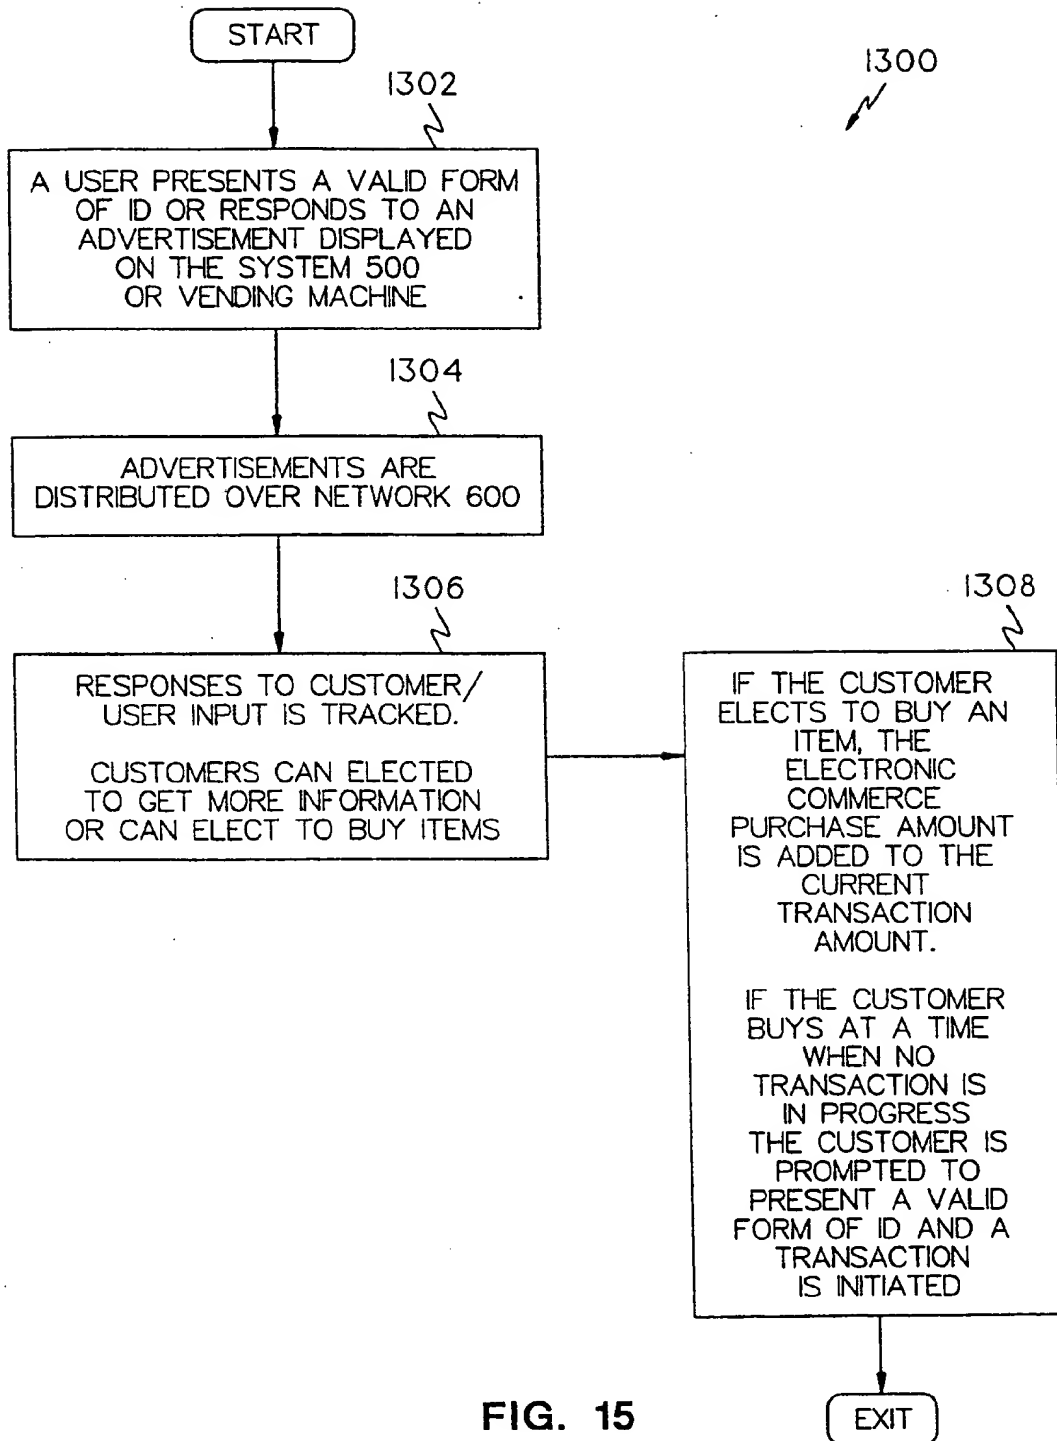 START
1300
1302
A USER PRESENTS A VALID FORM
OF ID OR RESPONDS TO AN
ADVERTISEMENT DISPLAYED
ON THE SYSTEM 500
OR VENDING MACHINE
1304
ADVERTISEMENTS ARE
DISTRIBUTED OVER NETWORK 600
1306
RESPONSES TO CUSTOMER/
USER INPUT IS TRACKED.
CUSTOMERS CAN ELECTED
TO GET MORE INFORMATION
OR CAN ELECT TO BUY ITEMS
1308
IF THE CUSTOMER
ELECTS TO BUY AN
ITEM, THE
ELECTRONIC
COMMERCE
PURCHASE AMOUNT
IS ADDED TO THE
CURRENT
TRANSACTION
AMOUNT.
IF THE CUSTOMER
BUYS AT A TIME
WHEN NO
TRANSACTION IS
IN PROGRESS
THE CUSTOMER IS
PROMPTED TO
PRESENT A VALID
FORM OF ID AND A
TRANSACTION
IS INITIATED
EXIT
FIG. 15